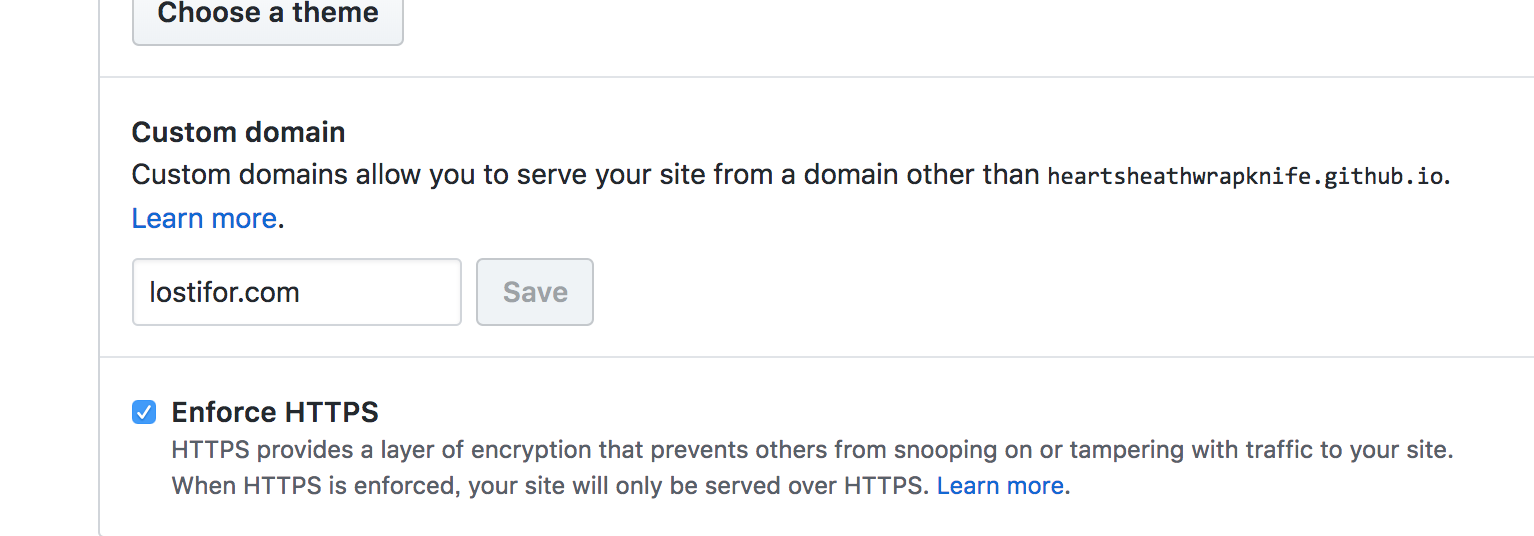 Choose a theme
Custom domain
Custom domains allow you to serve your site from a domain other than heartsheathwrapknife.github.io.
Learn more.
lostifor.com
Save
Enforce HTTPS
HTTPS provides a layer of encryption that prevents others from snooping on or tampering with traffic to your site.
When HTTPS is enforced, your site will only be served over HTTPS. Learn more.